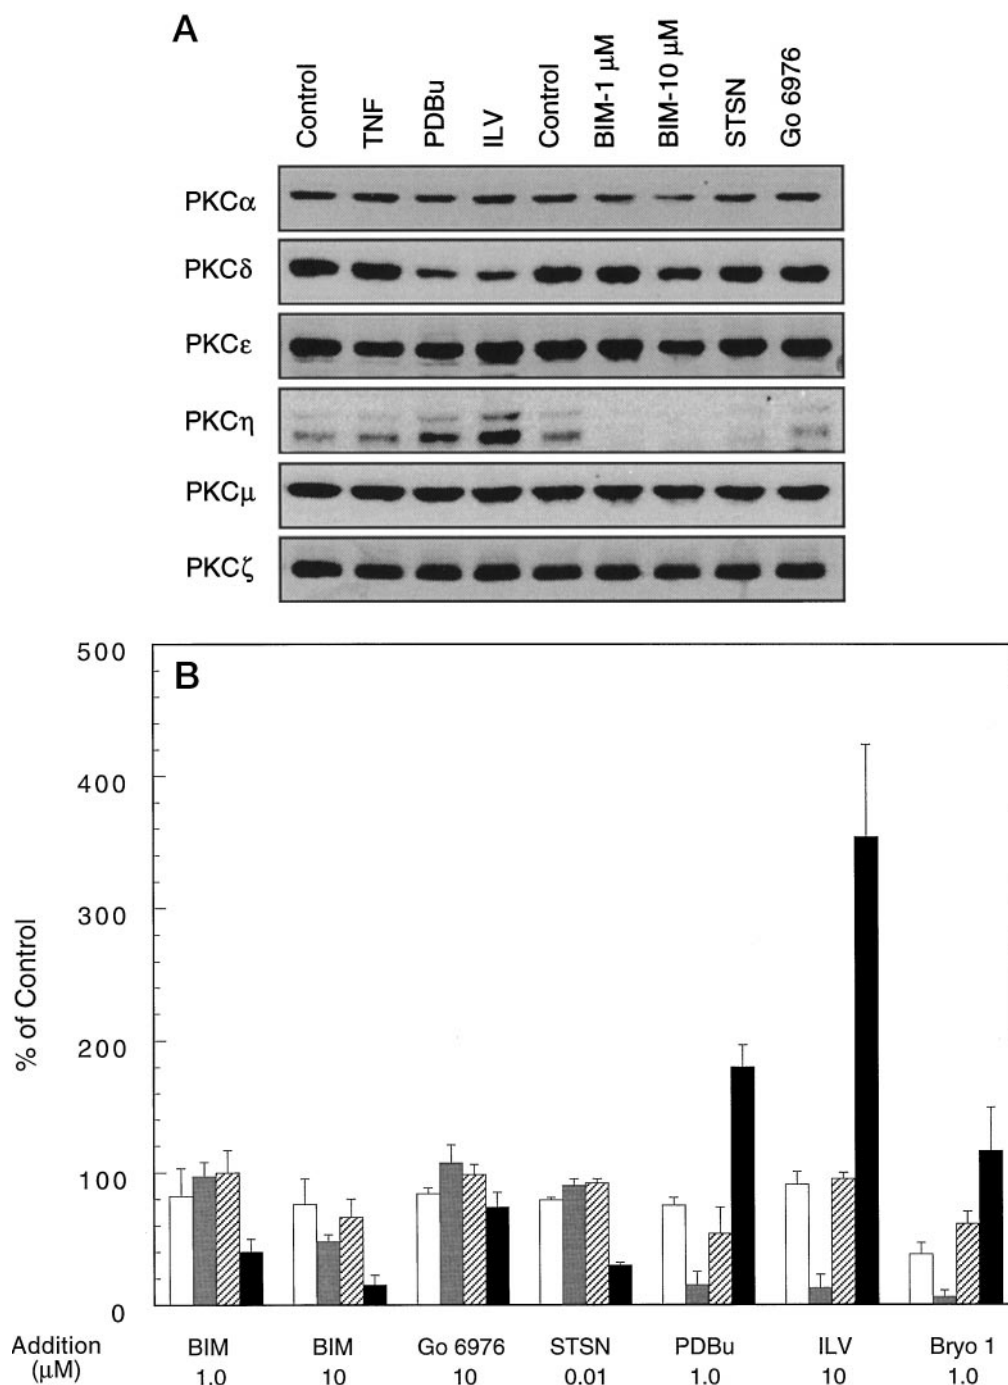 A
Control TNF PDBu ILV Control BIM-1 μM BIM-10 μM STSN Go 6976
PKCα
PKCδ
PKCε
PKCη
PKCμ
PKCζ
B
500
400
300
200
100
0
% of Control
Addition BIM BIM Go 6976 STSN PDBu ILV Bryo 1
(μM) 1.0 10 10 0.01 1.0 10 1.0